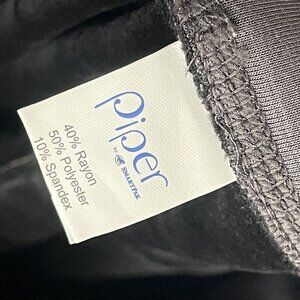 piper
BY SMARTPAK
40% Rayon
50% Polyester
10% Spandex